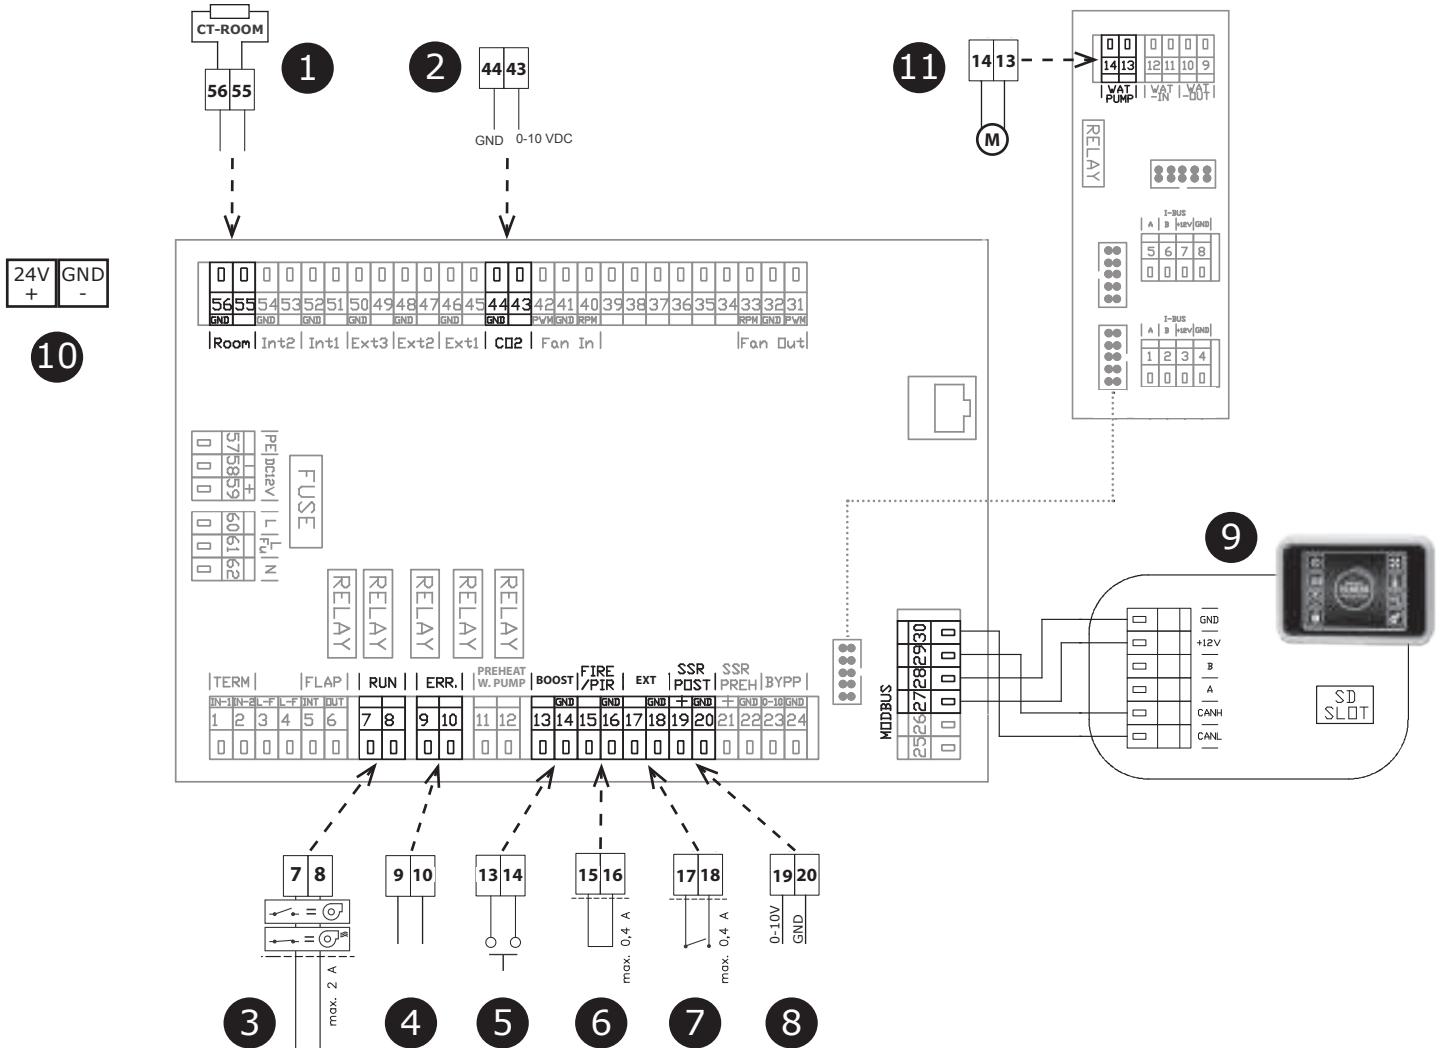 CT-ROOM
56 55
1
2
44 43
GND 0-10 VDC
11
14 13
M
14 13 12 11 10 9
WAT PUMP WAT -IN WAT -OUT
RELAY
I-BUS
A B +12V GND
5 6 7 8
I-BUS
A B +12V GND
1 2 3 4
24V + GND -
10
56 55 54 53 52 51 50 49 48 47 46 45 44 43 42 41 40 39 38 37 36 35 34 33 32 31
GND GND GND GND GND GND GND PWM GND RPM RPM GND PWM
Room Int2 Int1 Ext3 Ext2 Ext1 CO2 Fan In Fan Out
57 58 59
PE DC12V - +
60 61 62
L L Fu N
FUSE
RELAY RELAY RELAY RELAY RELAY
TERM FLAP RUN ERR. PREHEAT W. PUMP BOOST FIRE /PIR EXT SSR POST SSR PREH BYPP
IN-1 IN-2 L-F L-F INT OUT GND GND GND + GND + GND 0-10 GND
1 2 3 4 5 6 7 8 9 10 11 12 13 14 15 16 17 18 19 20 21 22 23 24
MODBUS
25 26 27 28 29 30
9
GND
+12V
B
A
CANH
CANL
SD SLOT
7 8
=
=
max. 2 A
3
9 10
4
13 14
5
15 16
max. 0,4 A
6
17 18
max. 0,4 A
7
19 20
0-10V
GND
8